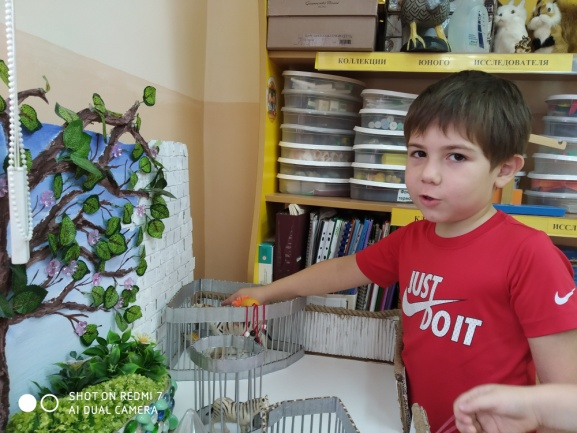 КОЛЛЕКЦИИ ЮНОГО ИССЛЕДОВАТЕЛЯ
JUST
DO IT
SHOT ON REDMI 7
AI DUAL CAMERA